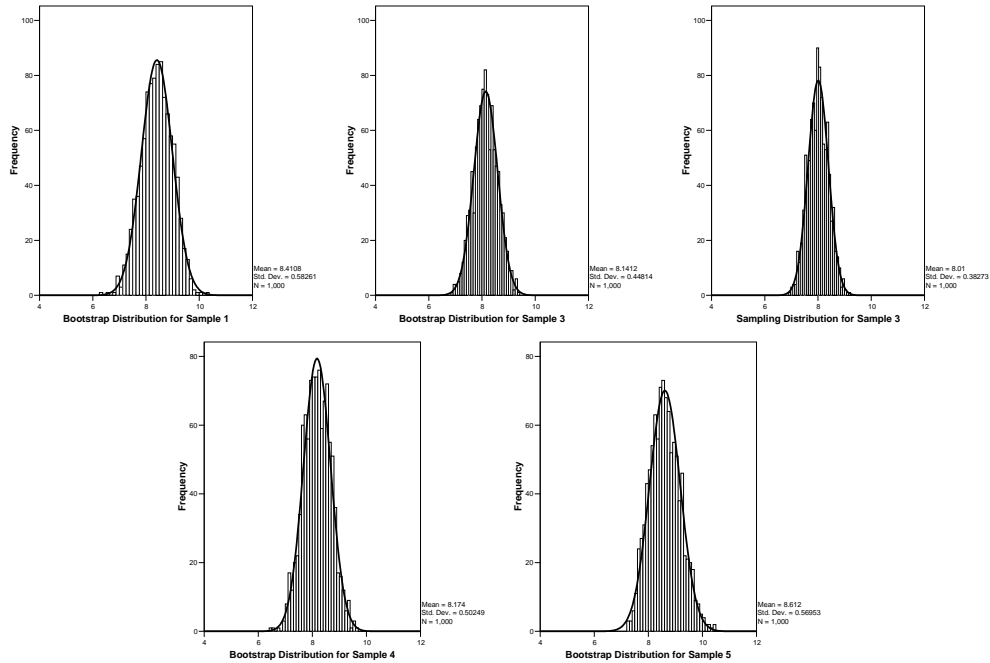 100
80
60
40
20
0
Frequency
4
6
8
10
12
Mean = 8.4108
Std. Dev. = 0.58261
N = 1,000
Bootstrap Distribution for Sample 1
100
80
60
40
20
0
Frequency
4
6
8
10
12
Mean = 8.1412
Std. Dev. = 0.44814
N = 1,000
Bootstrap Distribution for Sample 3
100
80
60
40
20
0
Frequency
4
6
8
10
12
Mean = 8.01
Std. Dev. = 0.38273
N = 1,000
Sampling Distribution for Sample 3
80
60
40
20
0
Frequency
4
6
8
10
12
Mean = 8.174
Std. Dev. = 0.50249
N = 1,000
Bootstrap Distribution for Sample 4
80
60
40
20
0
Frequency
4
6
8
10
12
Mean = 8.612
Std. Dev. = 0.56953
N = 1,000
Bootstrap Distribution for Sample 5